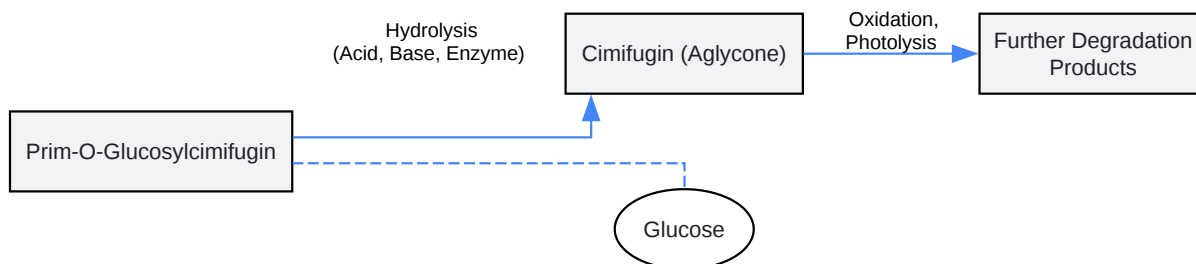 Hydrolysis
(Acid, Base, Enzyme)
Cimifugin (Aglycone)
Oxidation,
Photolysis
Further Degradation
Products
Prim-O-Glucosylcimifugin
Glucose